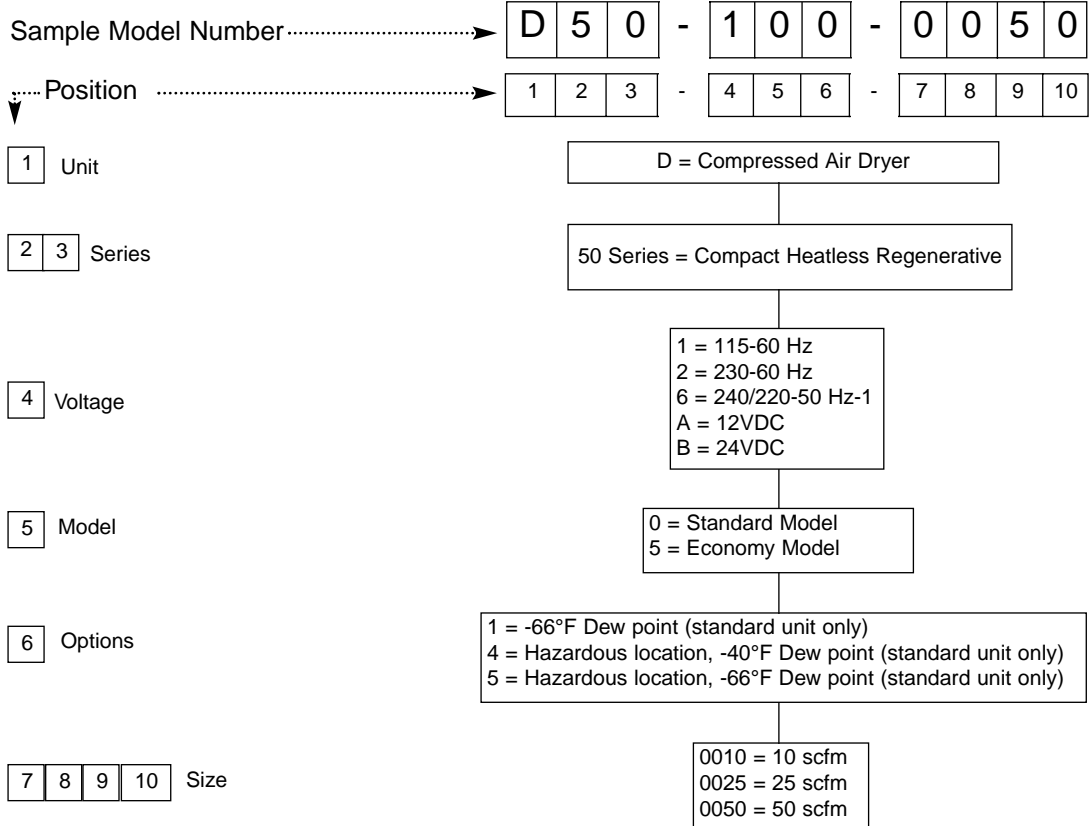 Sample Model Number D 5 0 - 1 0 0 - 0 0 5 0
Position 1 2 3 - 4 5 6 - 7 8 9 10
1 Unit
D = Compressed Air Dryer
2 3 Series
50 Series = Compact Heatless Regenerative
4 Voltage
1 = 115-60 Hz
2 = 230-60 Hz
6 = 240/220-50 Hz-1
A = 12VDC
B = 24VDC
5 Model
0 = Standard Model
5 = Economy Model
6 Options
1 = -66°F Dew point (standard unit only)
4 = Hazardous location, -40°F Dew point (standard unit only)
5 = Hazardous location, -66°F Dew point (standard unit only)
7 8 9 10 Size
0010 = 10 scfm
0025 = 25 scfm
0050 = 50 scfm